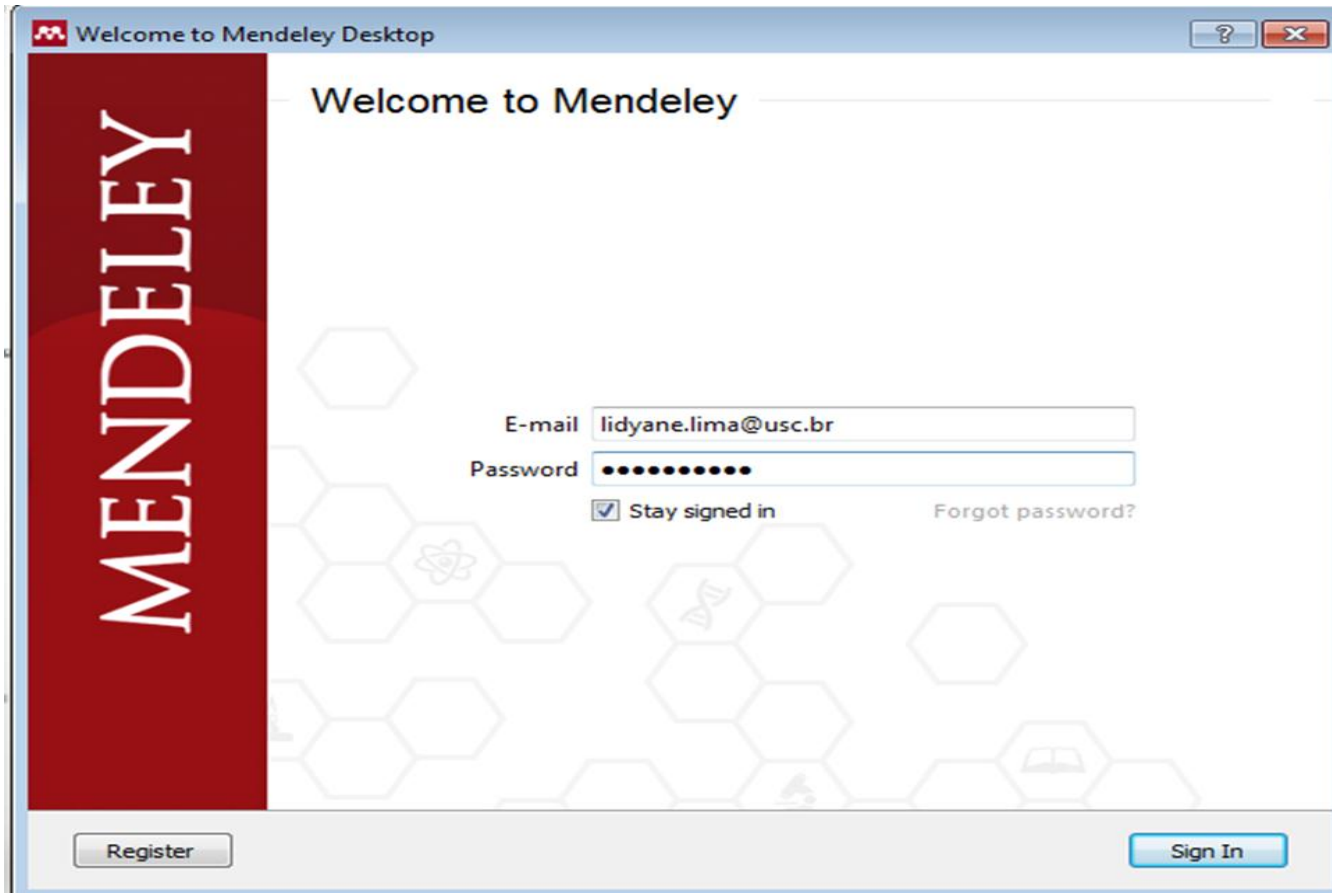 Welcome to Mendeley Desktop
MENDELEY
Welcome to Mendeley
E-mail lidyane.lima@usc.br
Password ••••••••••
Stay signed in Forgot password?
Register Sign In